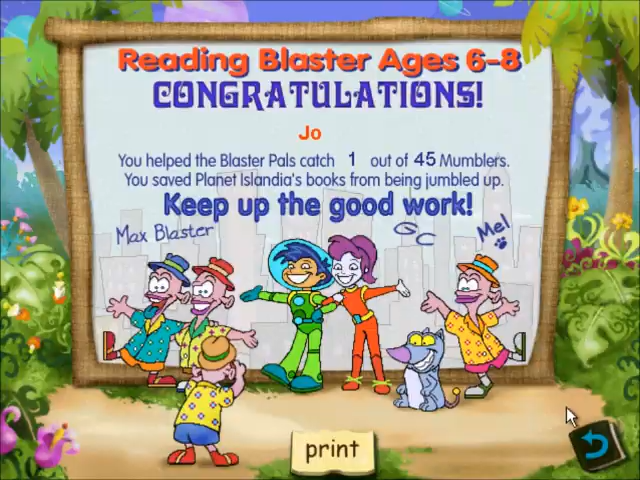 Reading Blaster Ages 6-8
CONGRATULATIONS!
Jo
You helped the Blaster Pals catch 1 out of 45 Mumblers.
You saved Planet Islandia's books from being jumbled up.
Keep up the good work!
Max Blaster GC Mel
print